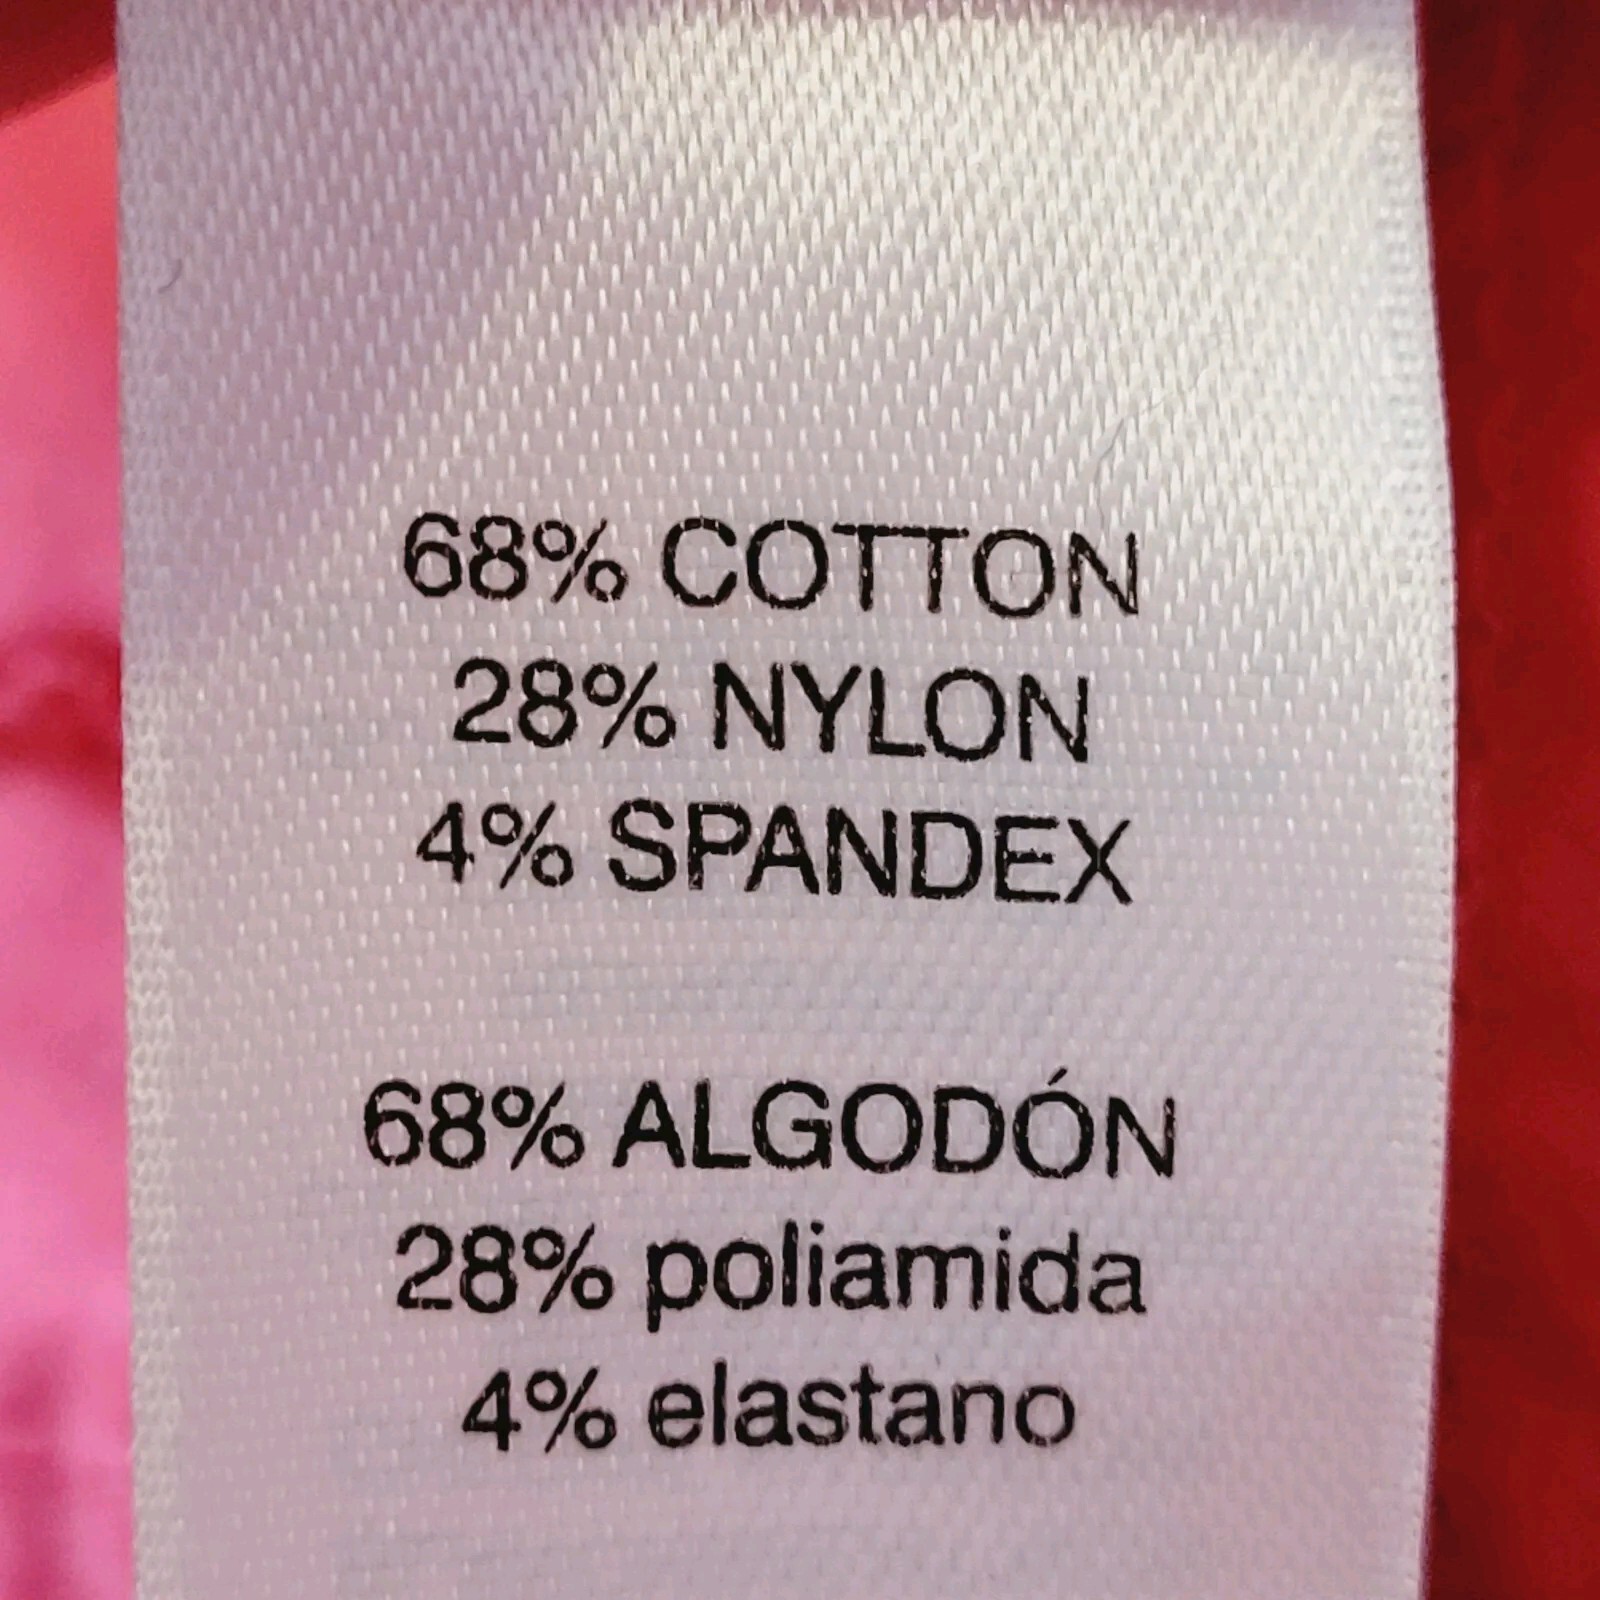 68% COTTON
28% NYLON
4% SPANDEX
68% ALGODÓN
28% poliamida
4% elastano